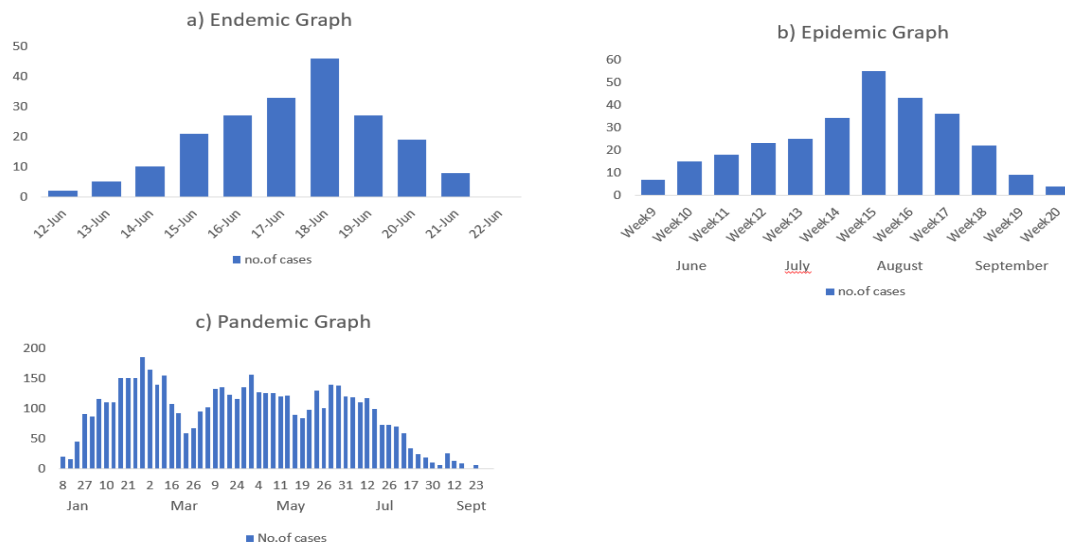 a) Endemic Graph
50
40
30
20
10
0
12-Jun 13-Jun 14-Jun 15-Jun 16-Jun 17-Jun 18-Jun 19-Jun 20-Jun 21-Jun 22-Jun
no.of cases
b) Epidemic Graph
60
50
40
30
20
10
0
Week9 Week10 Week11 Week12 Week13 Week14 Week15 Week16 Week17 Week18 Week19 Week20
June July August September
no.of cases
c) Pandemic Graph
200
150
100
50
0
8 27 10 21 2 16 26 9 24 4 11 19 26 31 12 26 17 30 12 23
Jan Mar May Jul Sept
No.of cases